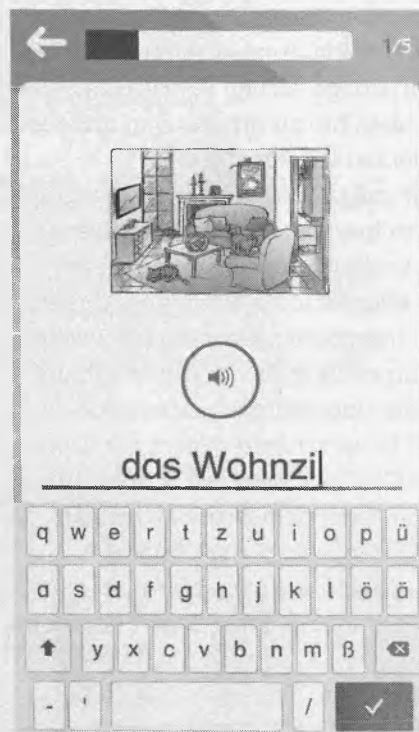 1/5
das Wohnzi
q w e r t z u i o p ü
a s d f g h j k l ö ä
y x c v b n m ß
- ' /